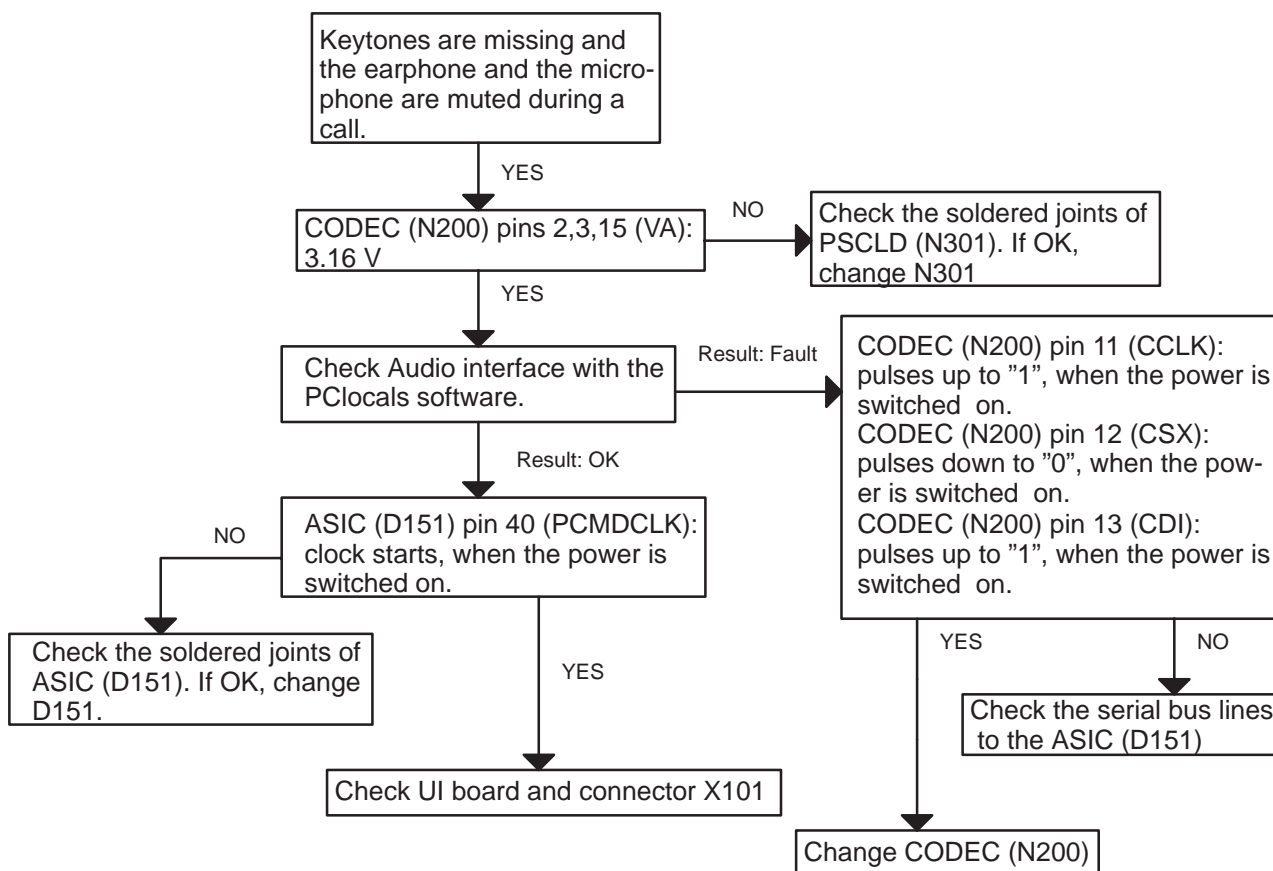 Keytones are missing and
the earphone and the micro-
phone are muted during a
call.
YES
CODEC (N200) pins 2,3,15 (VA):
3.16 V
NO
Check the soldered joints of
PSCLD (N301). If OK,
change N301
YES
Check Audio interface with the
PClocals software.
Result: Fault
CODEC (N200) pin 11 (CCLK):
pulses up to ”1”, when the power is
switched on.
CODEC (N200) pin 12 (CSX):
pulses down to ”0”, when the pow-
er is switched on.
CODEC (N200) pin 13 (CDI):
pulses up to ”1”, when the power is
switched on.
Result: OK
ASIC (D151) pin 40 (PCMDCLK):
clock starts, when the power is
switched on.
NO
Check the soldered joints of
ASIC (D151). If OK, change
D151.
YES
Check UI board and connector X101
YES
NO
Check the serial bus lines
to the ASIC (D151)
Change CODEC (N200)